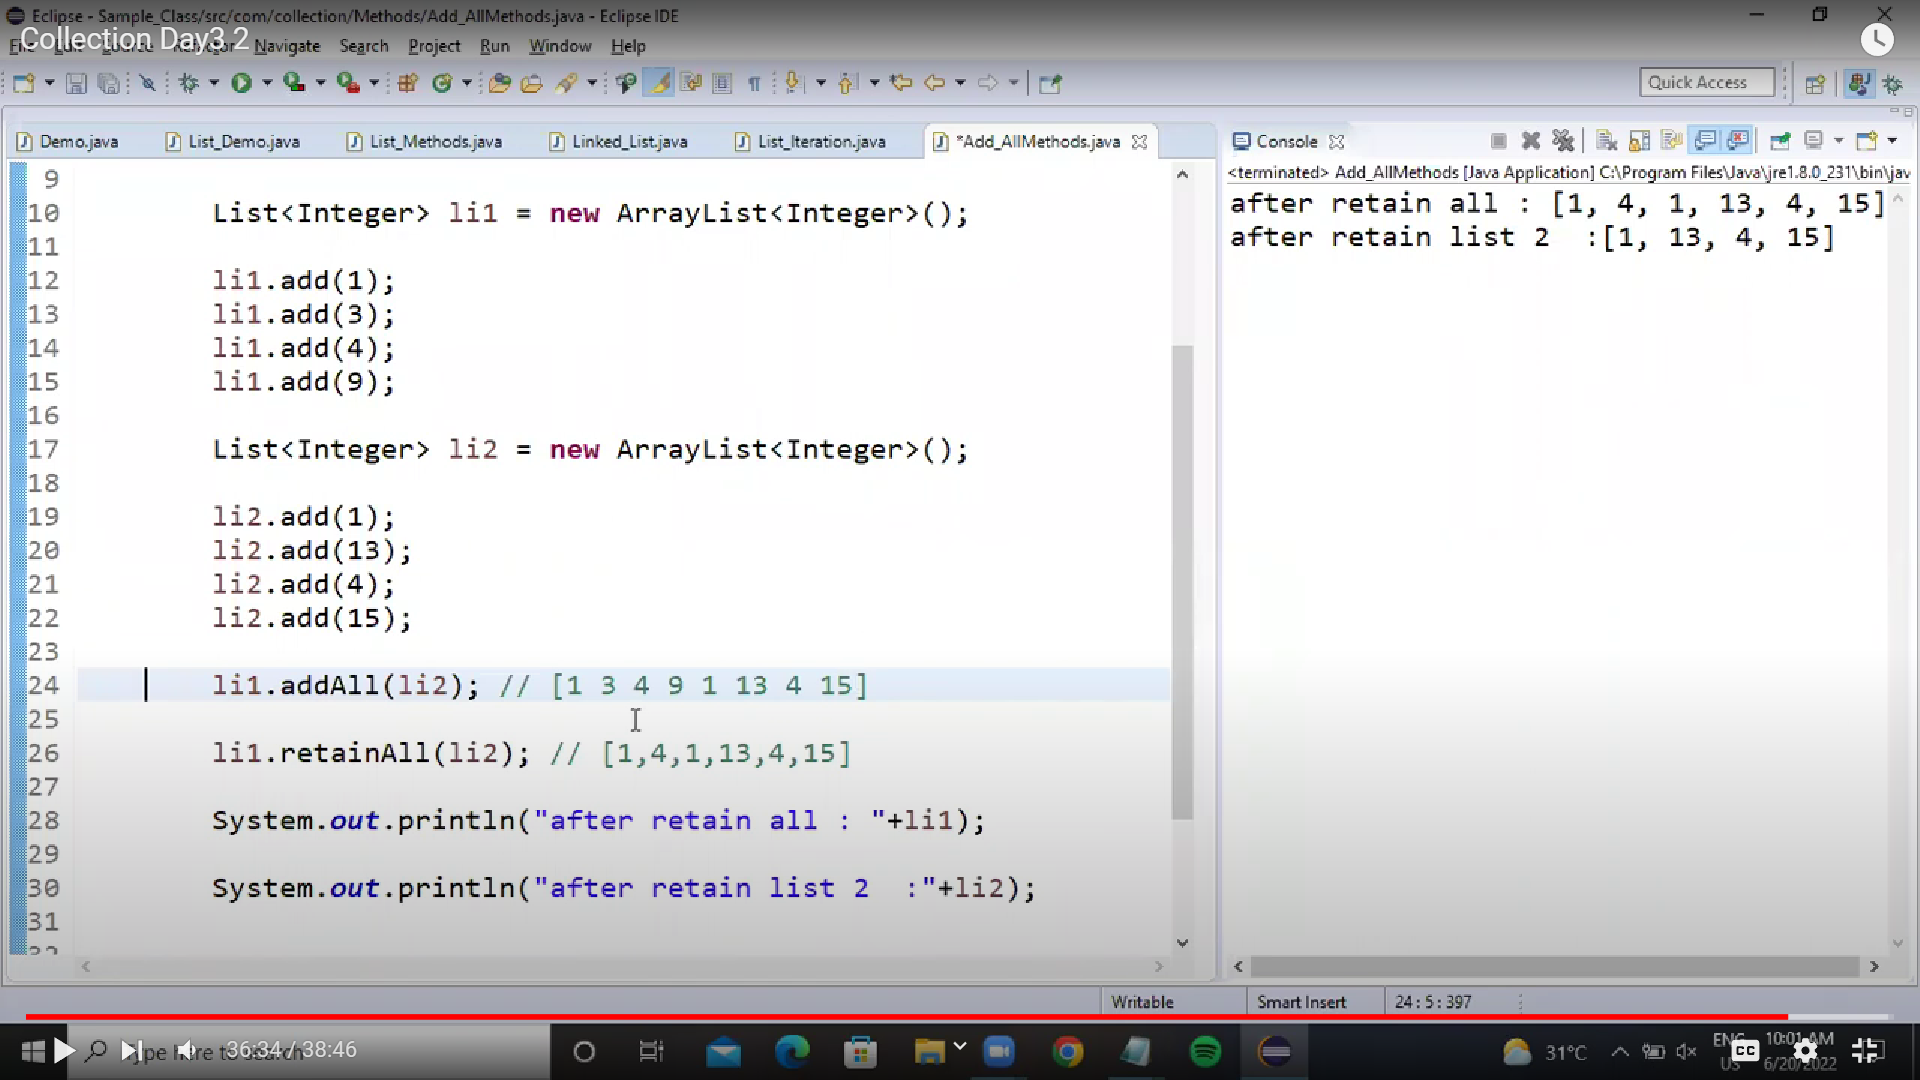 Eclipse - Sample_Class/src/com/collection/Methods/Add_AllMethods.java - Eclipse IDE
Collection Day3.2
Navigate Search Project Run Window Help
Quick Access
Demo.java List_Demo.java List_Methods.java Linked_List.java List_Iteration.java *Add_AllMethods.java
9
10 List<Integer> li1 = new ArrayList<Integer>();
11
12 li1.add(1);
13 li1.add(3);
14 li1.add(4);
15 li1.add(9);
16
17 List<Integer> li2 = new ArrayList<Integer>();
18
19 li2.add(1);
20 li2.add(13);
21 li2.add(4);
22 li2.add(15);
23
24 li1.addAll(li2); // [1 3 4 9 1 13 4 15]
25
26 li1.retainAll(li2); // [1,4,1,13,4,15]
27
28 System.out.println("after retain all : "+li1);
29
30 System.out.println("after retain list 2  :"+li2);
31
Console
<terminated> Add_AllMethods [Java Application] C:\Program Files\Java\jre1.8.0_231\bin\jav
after retain all : [1, 4, 1, 13, 4, 15]
after retain list 2  :[1, 13, 4, 15]
Writable Smart Insert 24 : 5 : 397
Type here to search
36:34 / 38:46
31°C
ENG
US
CC
10:01 AM
6/20/2022